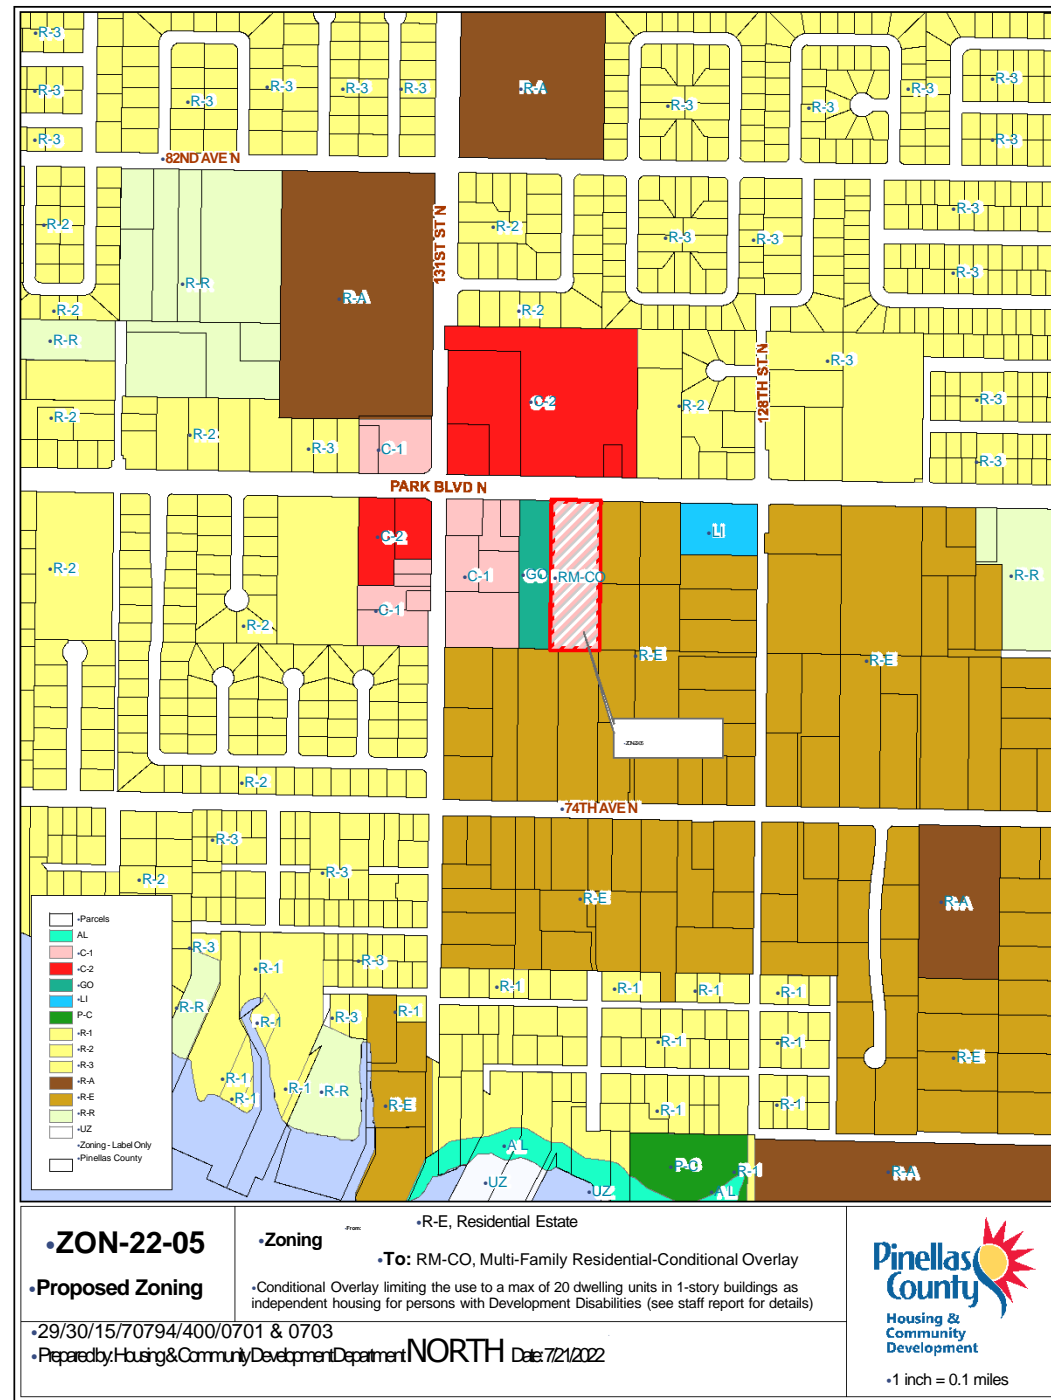 •R-3
•R-3
•R-3
•R-3
•R-3
•R-3
•R-3
•R-A
•R-3
•R-3
•R-3
•R-3
•R-3
•82ND AVE N
•R-2
•R-R
•R-A
131ST ST N
•R-2
•R-3
•R-3
•R-3
•R-3
•R-2
•R-R
•R-2
•R-2
•R-2
•R-3
•C-1
•C-2
•R-2
128TH ST N
•R-3
•R-3
•R-3
PARK BLVD N
•R-2
•C-2
•C-1
•R-2
•C-1
•GO
•RM-CO
•LI
•R-E
•R-E
•R-R
•ZON-22-05
•R-2
•74TH AVE N
•R-3
•R-2
•R-3
•R-E
•R-A
•R-3
•R-1
•R-3
•R-R
•R-1
•R-3
•R-1
•R-1
•R-1
•R-1
•R-R
•R-E
•R-1
•R-1
•R-1
•R-1
•R-1
•R-1
•R-1
•R-1
•R-E
•AL
•UZ
•UZ
•P-C
•R-1
•AL
•R-A
•Parcels
AL
•C-1
•C-2
•GO
•LI
P-C
•R-1
•R-2
•R-3
•R-A
•R-E
•R-R
•UZ
•Zoning - Label Only
•Pinellas County
•ZON-22-05
•Proposed Zoning
•Zoning
•From:
•R-E, Residential Estate
•To: RM-CO, Multi-Family Residential-Conditional Overlay
•Conditional Overlay limiting the use to a max of 20 dwelling units in 1-story buildings as
independent housing for persons with Development Disabilities (see staff report for details)
•29/30/15/70794/400/0701 & 0703
•Prepared by: Housing & Community Development Department NORTH Date: 7/21/2022
Pinellas
County
Housing &
Community
Development
•1 inch = 0.1 miles